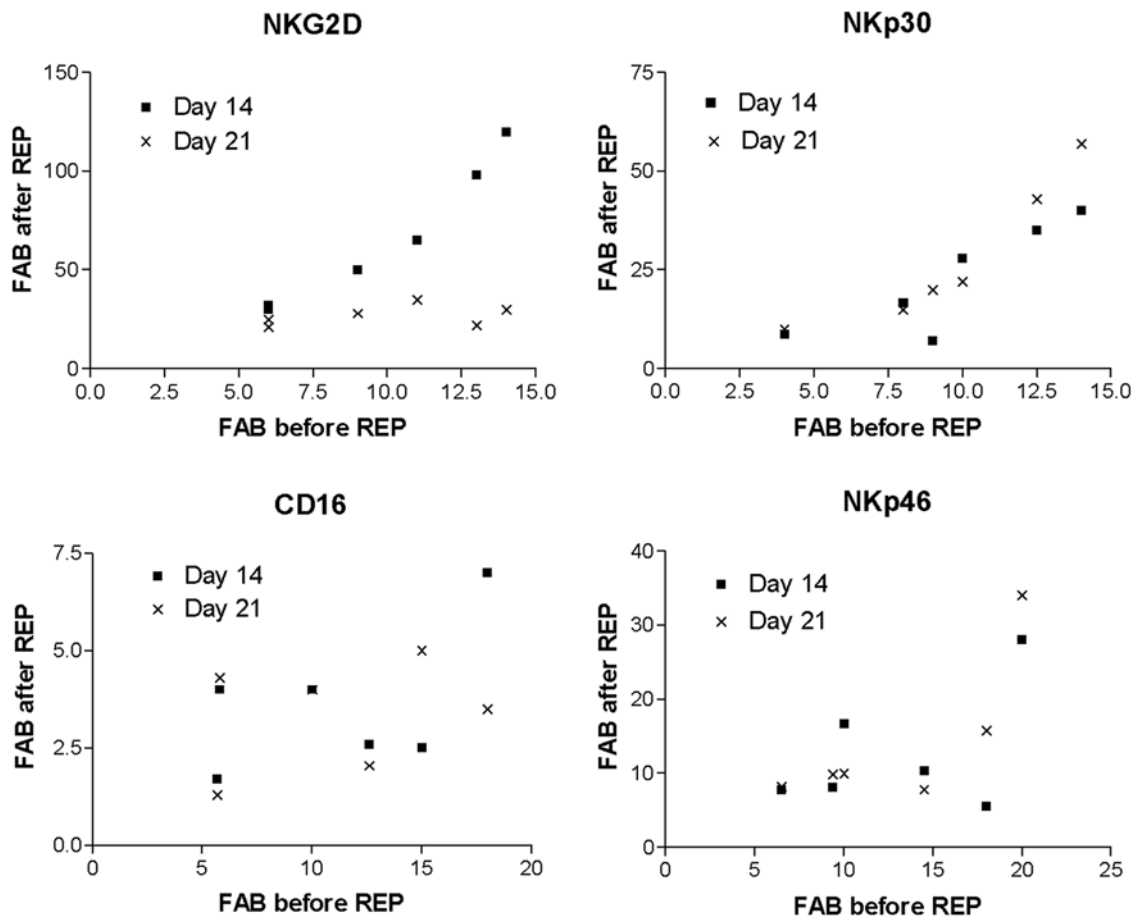 NKG2D
150
100
50
0
FAB after REP
Day 14
Day 21
0.0 2.5 5.0 7.5 10.0 12.5 15.0
FAB before REP
NKp30
75
50
25
0
FAB after REP
Day 14
Day 21
0.0 2.5 5.0 7.5 10.0 12.5 15.0
FAB before REP
CD16
7.5
5.0
2.5
0.0
FAB after REP
Day 14
Day 21
0 5 10 15 20
FAB before REP
NKp46
40
30
20
10
0
FAB after REP
Day 14
Day 21
0 5 10 15 20 25
FAB before REP